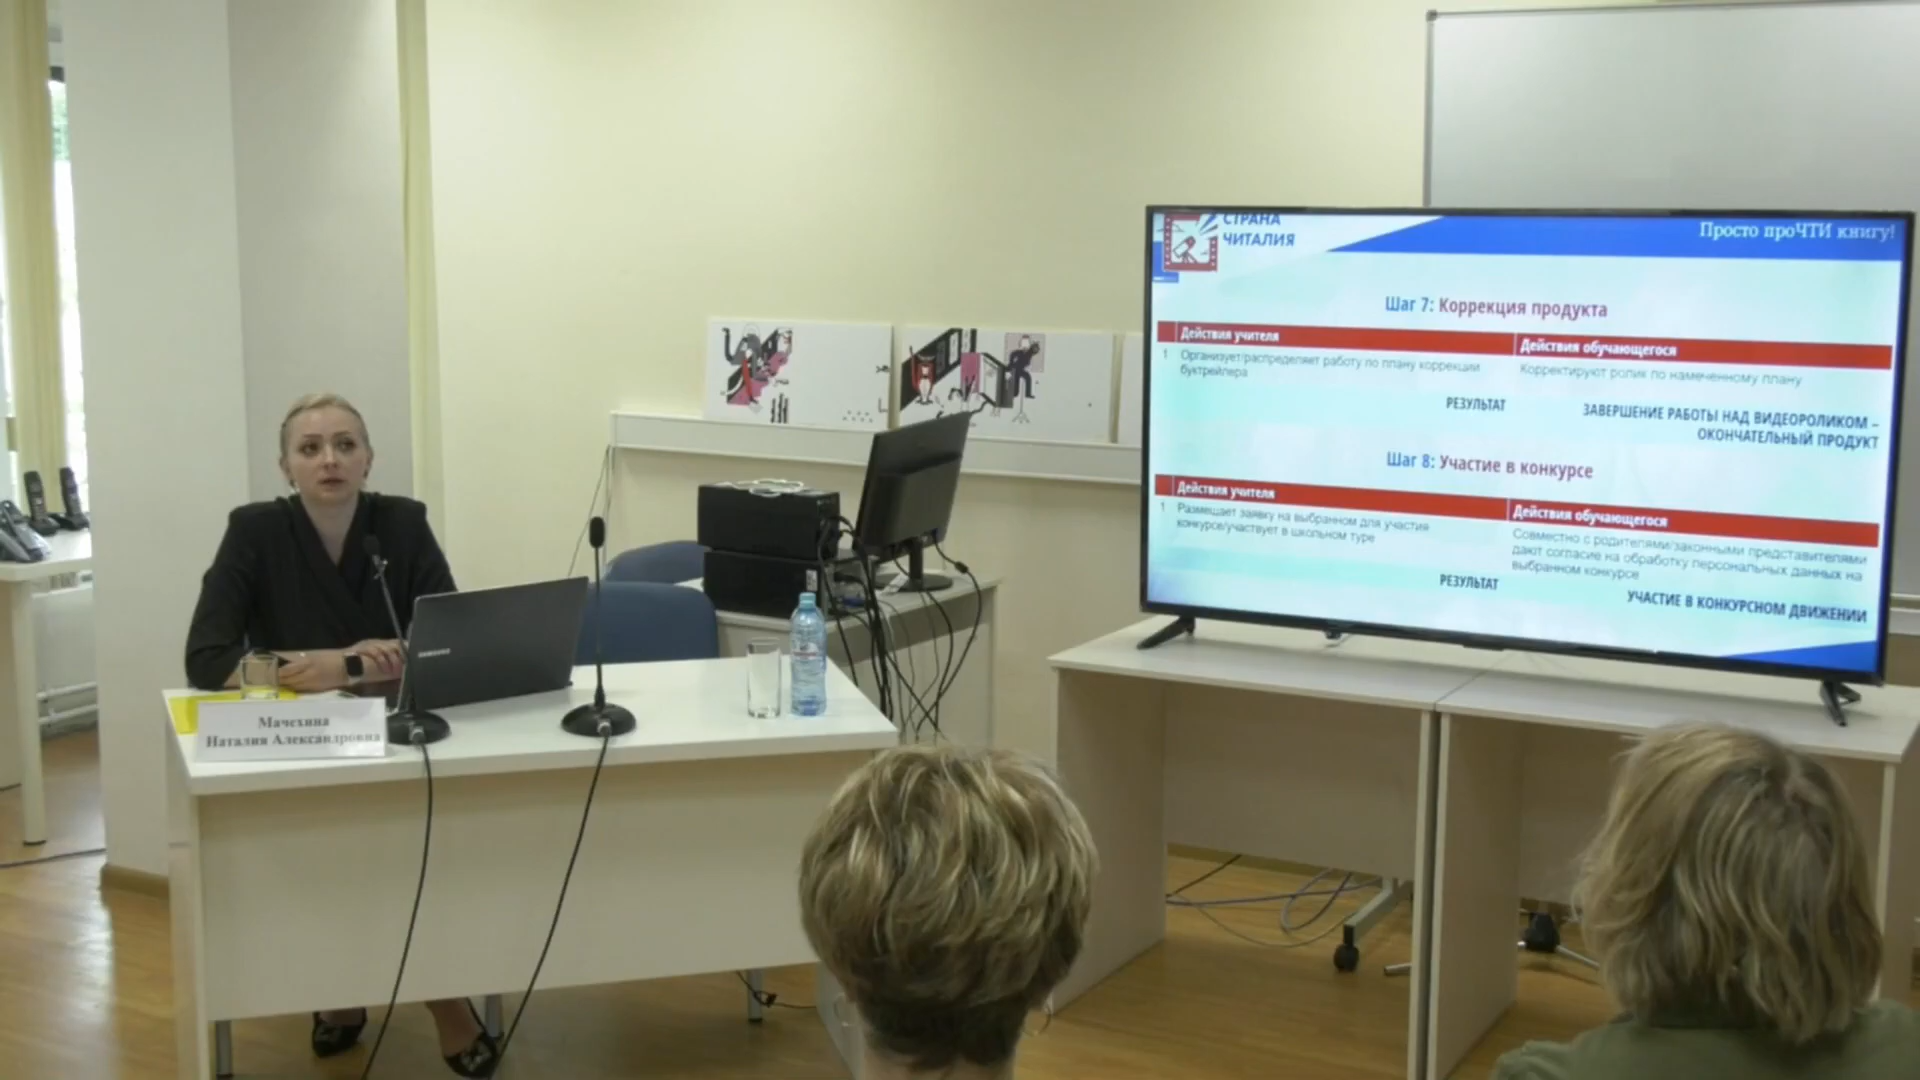 СТРАНА
ЧИТАЛИЯ
Просто проЧТИ книгу!
Шаг 7: Коррекция продукта
Действия учителя
Действия обучающегося
1 Организует/распределяет работу по плану коррекции
буктрейлера
Корректируют ролик по намеченному плану
РЕЗУЛЬТАТ
ЗАВЕРШЕНИЕ РАБОТЫ НАД ВИДЕОРОЛИКОМ –
ОКОНЧАТЕЛЬНЫЙ ПРОДУКТ
Шаг 8: Участие в конкурсе
Действия учителя
Действия обучающегося
1 Размещает заявку на выбранном для участия
конкурсе/участвует в школьном туре
Совместно с родителями/законными представителями
дают согласие на обработку персональных данных на
выбранном конкурсе
РЕЗУЛЬТАТ
УЧАСТИЕ В КОНКУРСНОМ ДВИЖЕНИИ
SAMSUNG
Мачехина
Наталия Александровна